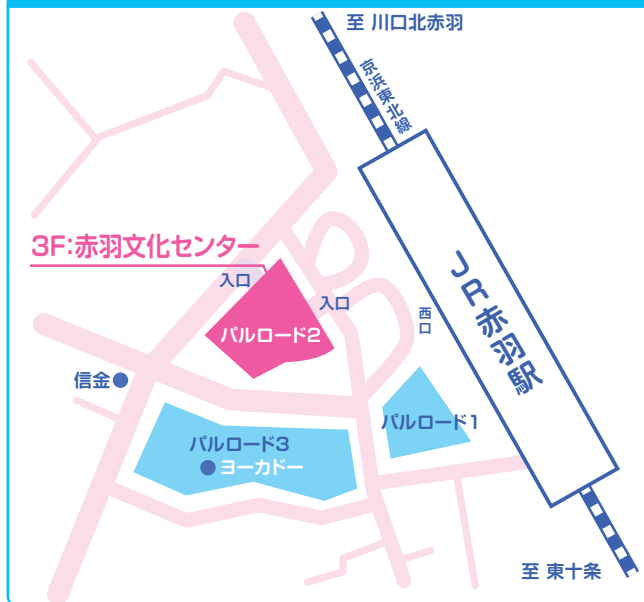 至 川口北赤羽
京浜東北線
3F:赤羽文化センター
入口
入口
パルロード2
西口
JR赤羽駅
信金
パルロード1
パルロード3
ヨーカドー
至 東十条